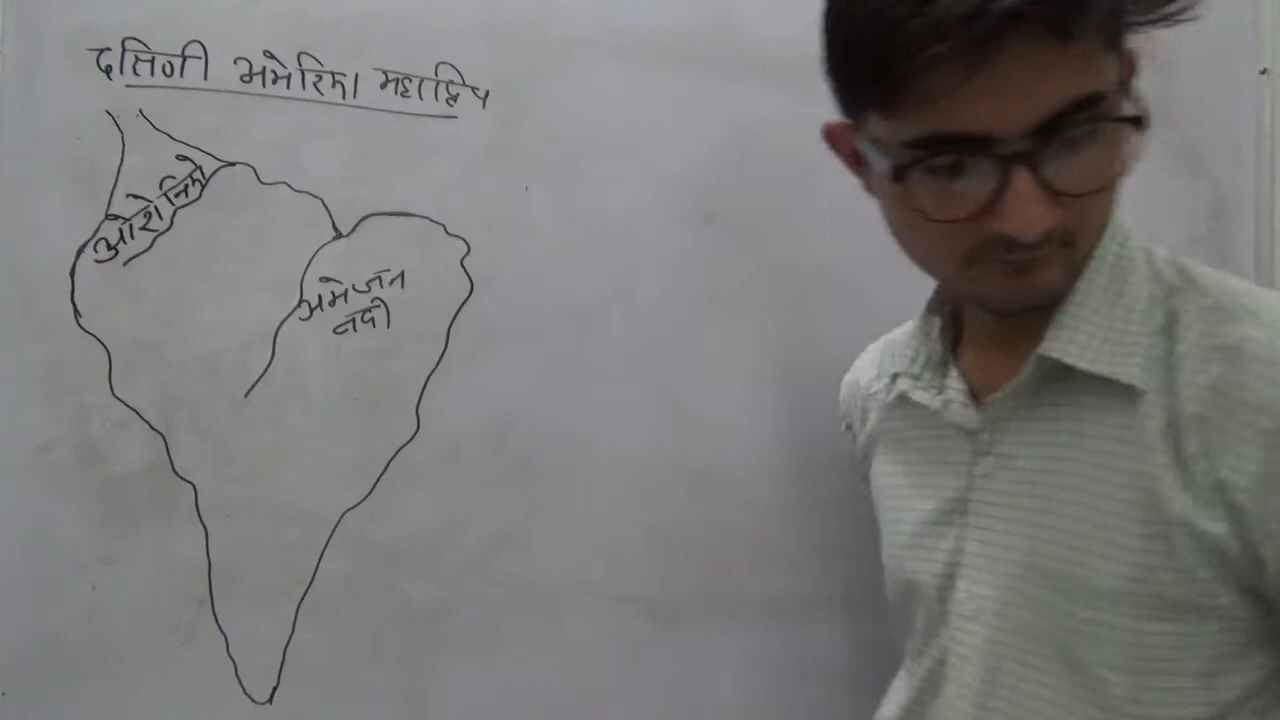 दक्षिणी अमेरिका महाद्विप
ओरोनिको
अमेजन
नदी